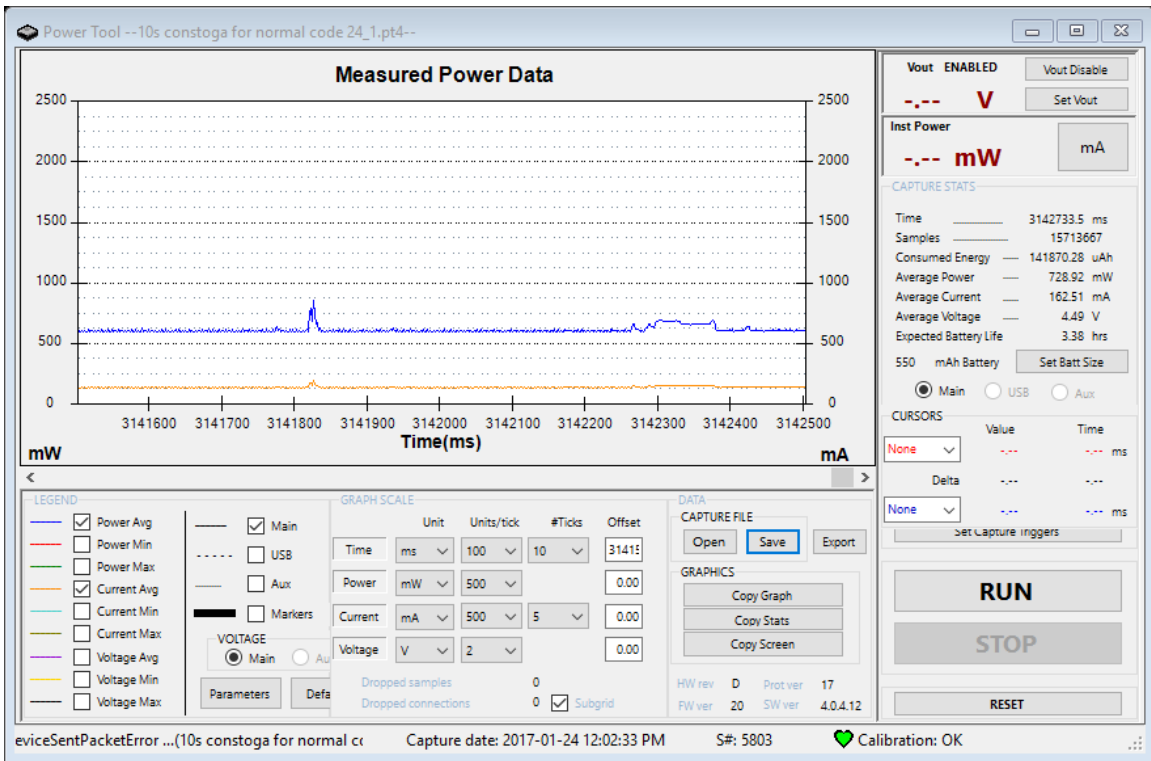 Power Tool --10s constoga for normal code 24_1.pt4--
Measured Power Data
2500 2500
2000 2000
1500 1500
1000 1000
500 500
0 0
3141600 3141700 3141800 3141900 3142000 3142100 3142200 3142300 3142400 3142500
Time(ms)
mW mA
Vout ENABLED Vout Disable
-.-- V Set Vout
Inst Power
-.-- mW mA
CAPTURE STATS
Time 3142733.5 ms
Samples 15713667
Consumed Energy 141870.28 uAh
Average Power 728.92 mW
Average Current 162.51 mA
Average Voltage 4.49 V
Expected Battery Life 3.38 hrs
550 mAh Battery Set Batt Size
Main USB Aux
CURSORS
Value Time
None -.-- -.-- ms
Delta -.-- -.--
None -.-- -.-- ms
Set Capture Triggers
RUN
STOP
RESET
LEGEND
Power Avg
Power Min
Power Max
Current Avg
Current Min
Current Max
Voltage Avg
Voltage Min
Voltage Max
Main
USB
Aux
Markers
VOLTAGE
Main Au
Parameters Defa
GRAPH SCALE
Unit Units/tick #Ticks Offset
Time ms 100 10 3141
Power mW 500 0.00
Current mA 500 5 0.00
Voltage V 2 0.00
Dropped samples 0
Dropped connections 0 Subgrid
DATA
CAPTURE FILE
Open Save Export
GRAPHICS
Copy Graph
Copy Stats
Copy Screen
HW rev D Prot ver 17
FW ver 20 SW ver 4.0.4.12
eviceSentPacketError ...(10s constoga for normal cc Capture date: 2017-01-24 12:02:33 PM S#: 5803 Calibration: OK